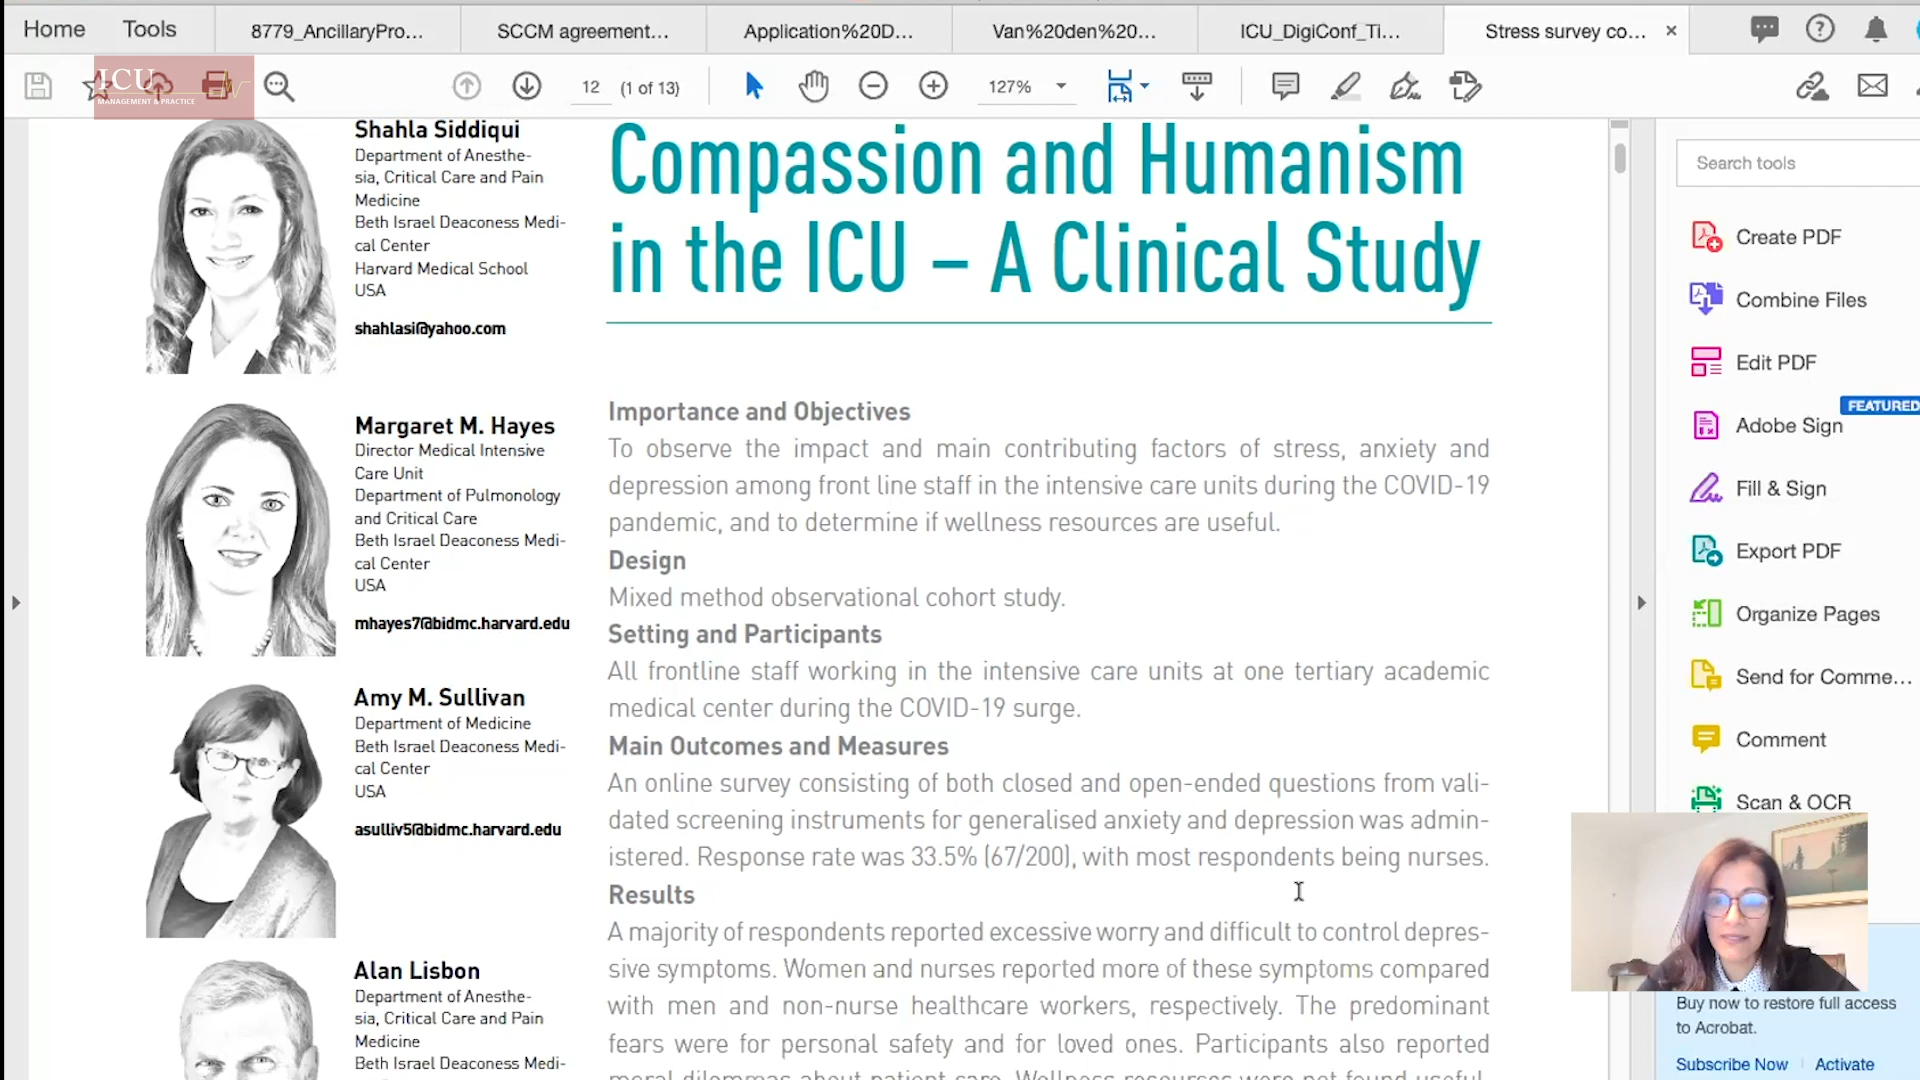 Home
Tools
8779_AncillaryPro...
SCCM agreement...
Application%20D...
Van%20den%20...
ICU_DigiConf_Ti...
Stress survey co...
ICU
MANAGEMENT & PRACTICE
12
(1 of 13)
127%
Shahla Siddiqui
Department of Anesthe-
sia, Critical Care and Pain
Medicine
Beth Israel Deaconess Medi-
cal Center
Harvard Medical School
USA
shahlasi@yahoo.com
Margaret M. Hayes
Director Medical Intensive
Care Unit
Department of Pulmonology
and Critical Care
Beth Israel Deaconess Medi-
cal Center
USA
mhayes7@bidmc.harvard.edu
Amy M. Sullivan
Department of Medicine
Beth Israel Deaconess Medi-
cal Center
USA
asulliv5@bidmc.harvard.edu
Alan Lisbon
Department of Anesthe-
sia, Critical Care and Pain
Medicine
Beth Israel Deaconess Medi-
Compassion and Humanism
in the ICU – A Clinical Study
Importance and Objectives
To observe the impact and main contributing factors of stress, anxiety and
depression among front line staff in the intensive care units during the COVID-19
pandemic, and to determine if wellness resources are useful.
Design
Mixed method observational cohort study.
Setting and Participants
All frontline staff working in the intensive care units at one tertiary academic
medical center during the COVID-19 surge.
Main Outcomes and Measures
An online survey consisting of both closed and open-ended questions from vali-
dated screening instruments for generalised anxiety and depression was admin-
istered. Response rate was 33.5% (67/200), with most respondents being nurses.
Results
A majority of respondents reported excessive worry and difficult to control depres-
sive symptoms. Women and nurses reported more of these symptoms compared
with men and non-nurse healthcare workers, respectively. The predominant
fears were for personal safety and for loved ones. Participants also reported
moral dilemmas about patient care. Wellness resources were not found useful.
Search tools
Create PDF
Combine Files
Edit PDF
FEATURED
Adobe Sign
Fill & Sign
Export PDF
Organize Pages
Send for Comme...
Comment
Scan & OCR
Buy now to restore full access
to Acrobat.
Subscribe Now
Activate